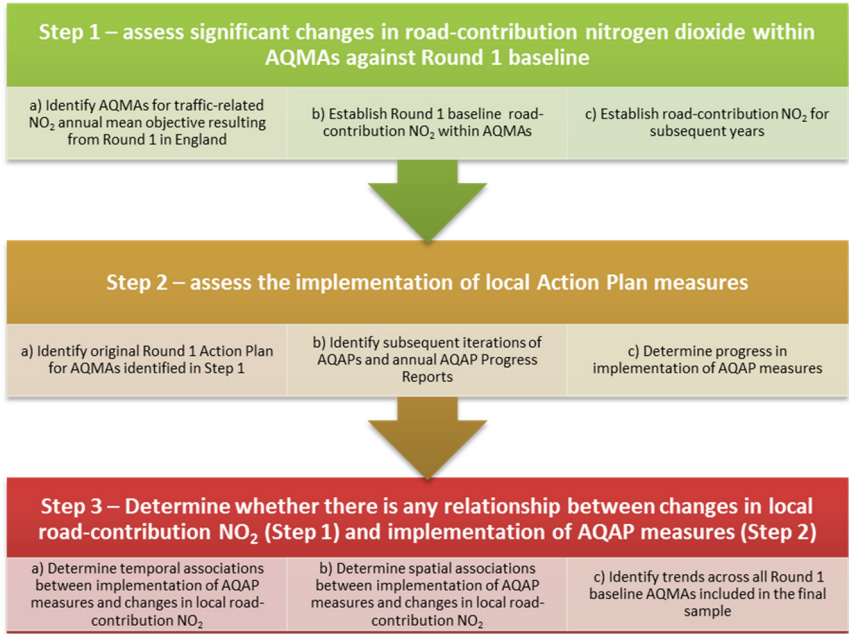 Step 1 – assess significant changes in road-contribution nitrogen dioxide within
AQMAs against Round 1 baseline
a) Identify AQMAs for traffic-related
NO₂ annual mean objective resulting
from Round 1 in England
b) Establish Round 1 baseline road-
contribution NO₂ within AQMAs
c) Establish road-contribution NO₂ for
subsequent years
Step 2 – assess the implementation of local Action Plan measures
a) Identify original Round 1 Action Plan
for AQMAs identified in Step 1
b) Identify subsequent iterations of
AQAPs and annual AQAP Progress
Reports
c) Determine progress in
implementation of AQAP measures
Step 3 – Determine whether there is any relationship between changes in local
road-contribution NO₂ (Step 1) and implementation of AQAP measures (Step 2)
a) Determine temporal associations
between implementation of AQAP
measures and changes in local road-
contribution NO₂
b) Determine spatial associations
between implementation of AQAP
measures and changes in local road-
contribution NO₂
c) Identify trends across all Round 1
baseline AQMAs included in the final
sample